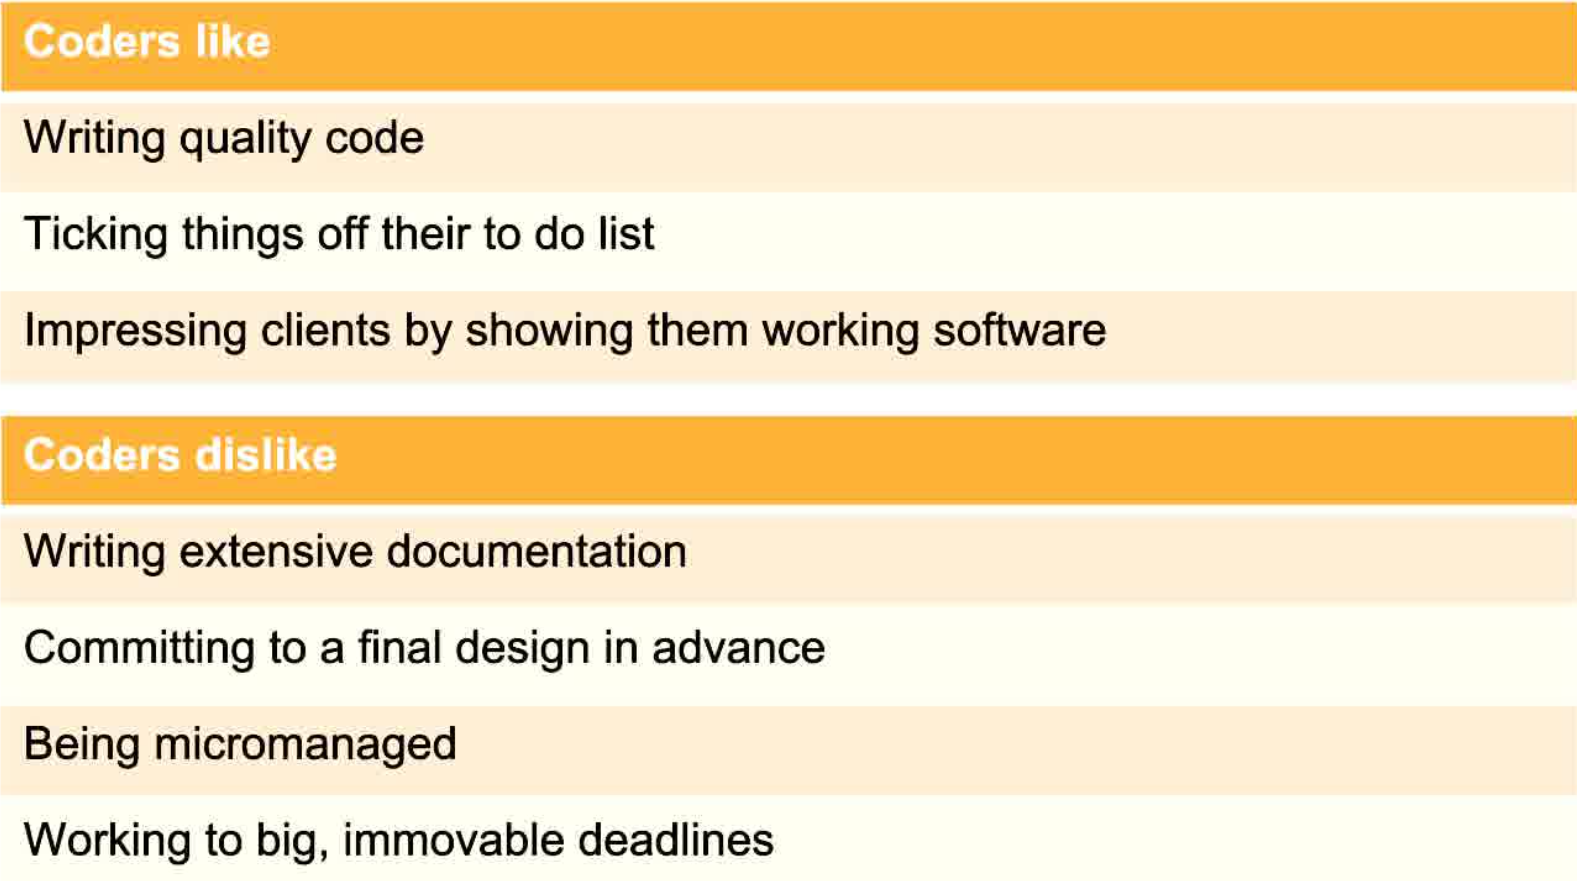 Coders like
Writing quality code
Ticking things off their to do list
Impressing clients by showing them working software
Coders dislike
Writing extensive documentation
Committing to a final design in advance
Being micromanaged
Working to big, immovable deadlines